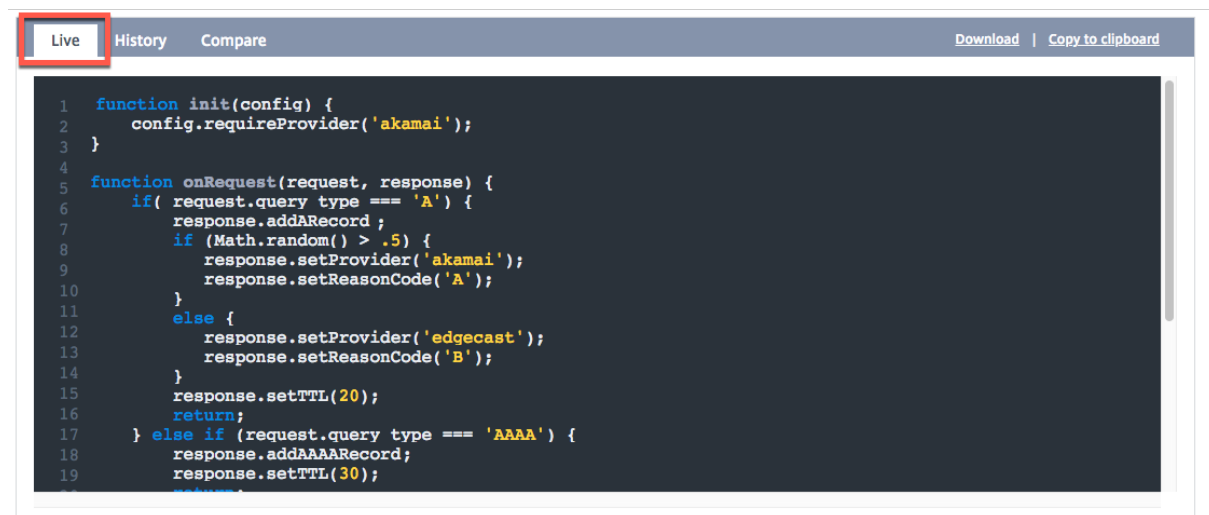 Live History Compare Download | Copy to clipboard
1 function init(config) {
2 config.requireProvider('akamai');
3 }
4
5 function onRequest(request, response) {
6 if( request.query type === 'A') {
7 response.addARecord ;
8 if (Math.random() > .5) {
9 response.setProvider('akamai');
10 response.setReasonCode('A');
11 }
12 else {
13 response.setProvider('edgecast');
14 response.setReasonCode('B');
15 }
16 response.setTTL(20);
17 return;
18 } else if (request.query type === 'AAAA') {
19 response.addAAAARecord;
response.setTTL(30);